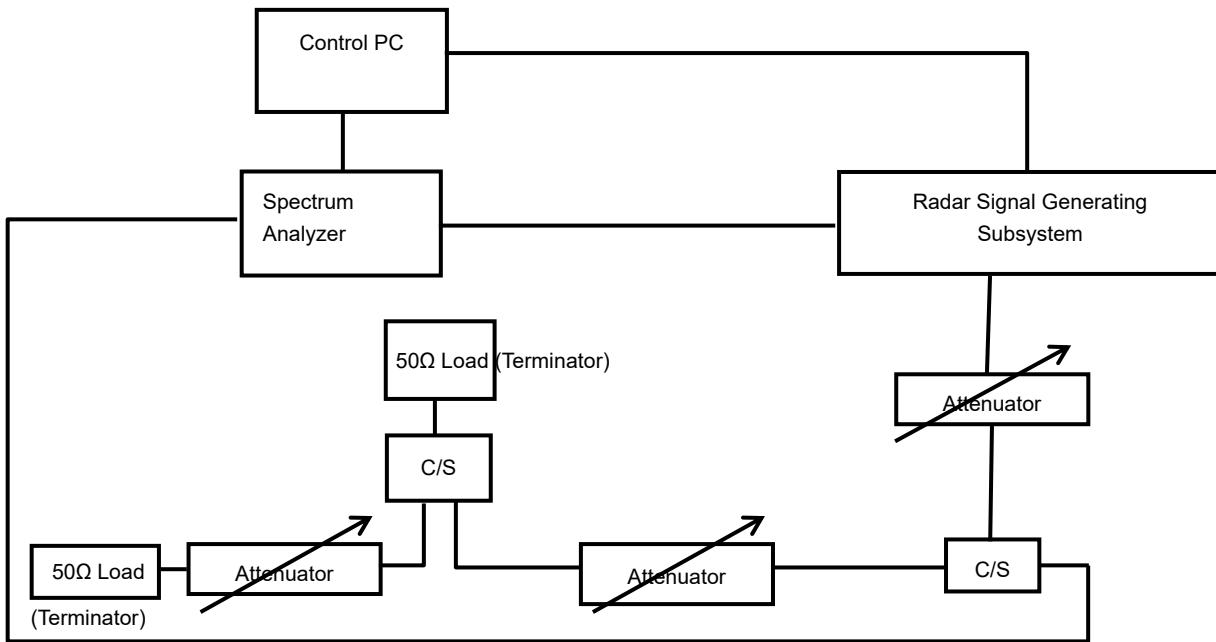 Control PC
Spectrum
Analyzer
Radar Signal Generating
Subsystem
50Ω Load (Terminator)
Attenuator
C/S
50Ω Load
(Terminator)
Attenuator
Attenuator
C/S